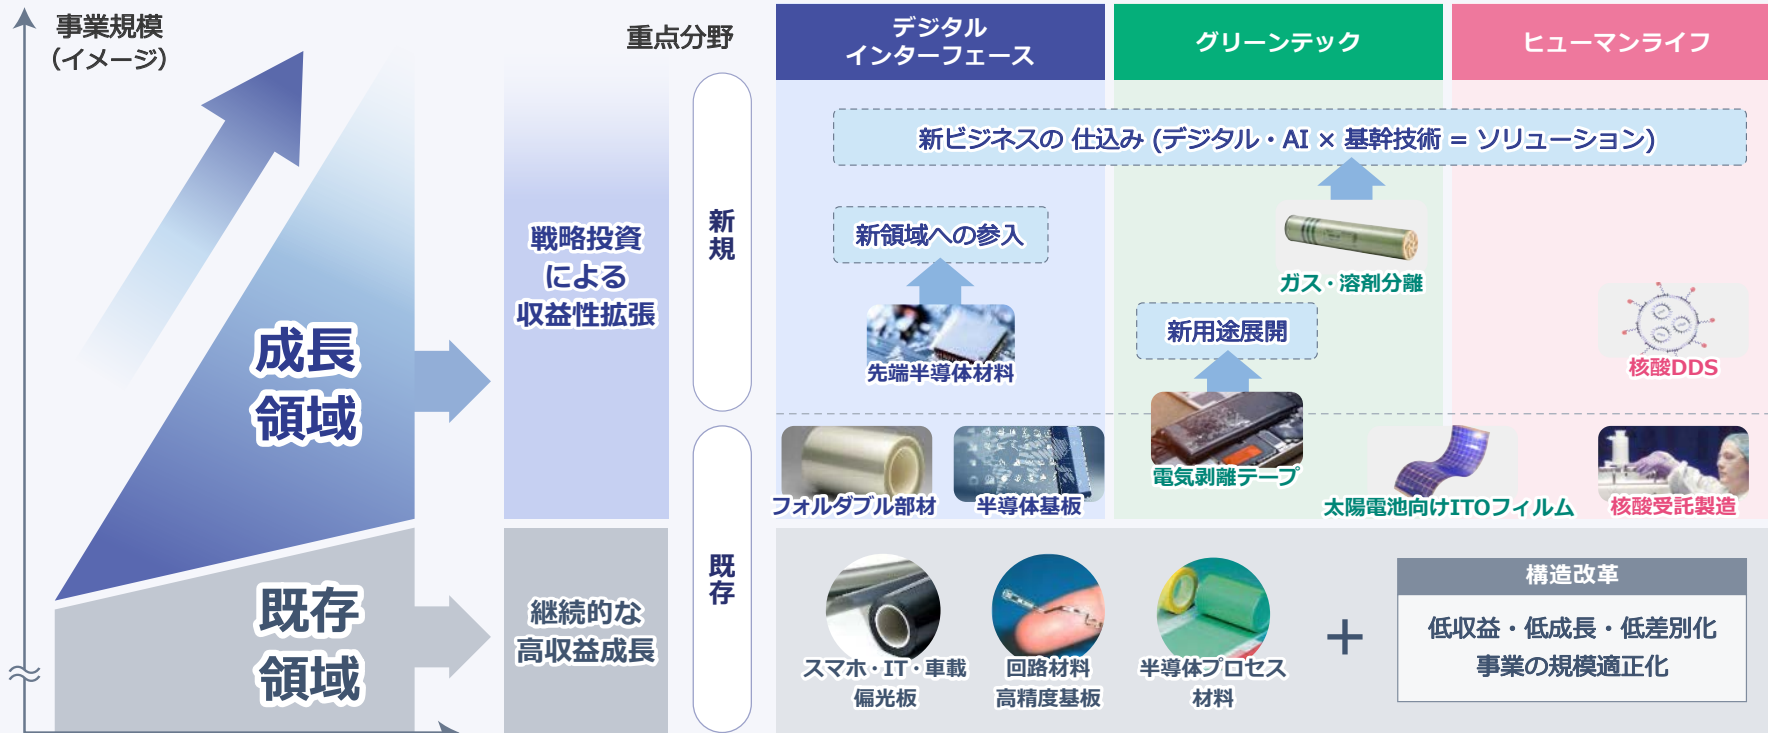 事業規模
（イメージ）
重点分野
デジタル
インターフェース
グリーンテック
ヒューマンライフ
新ビジネスの 仕込み (デジタル・AI × 基幹技術 = ソリューション)
新領域への参入
ガス・溶剤分離
新用途展開
先端半導体材料
核酸DDS
新規
戦略投資
による
収益性拡張
成長
領域
電気剥離テープ
フォルダブル部材
半導体基板
太陽電池向けITOフィルム
核酸受託製造
既存
既存
領域
継続的な
高収益成長
スマホ・IT・車載
偏光板
回路材料
高精度基板
半導体プロセス
材料
+
構造改革
低収益・低成長・低差別化
事業の規模適正化